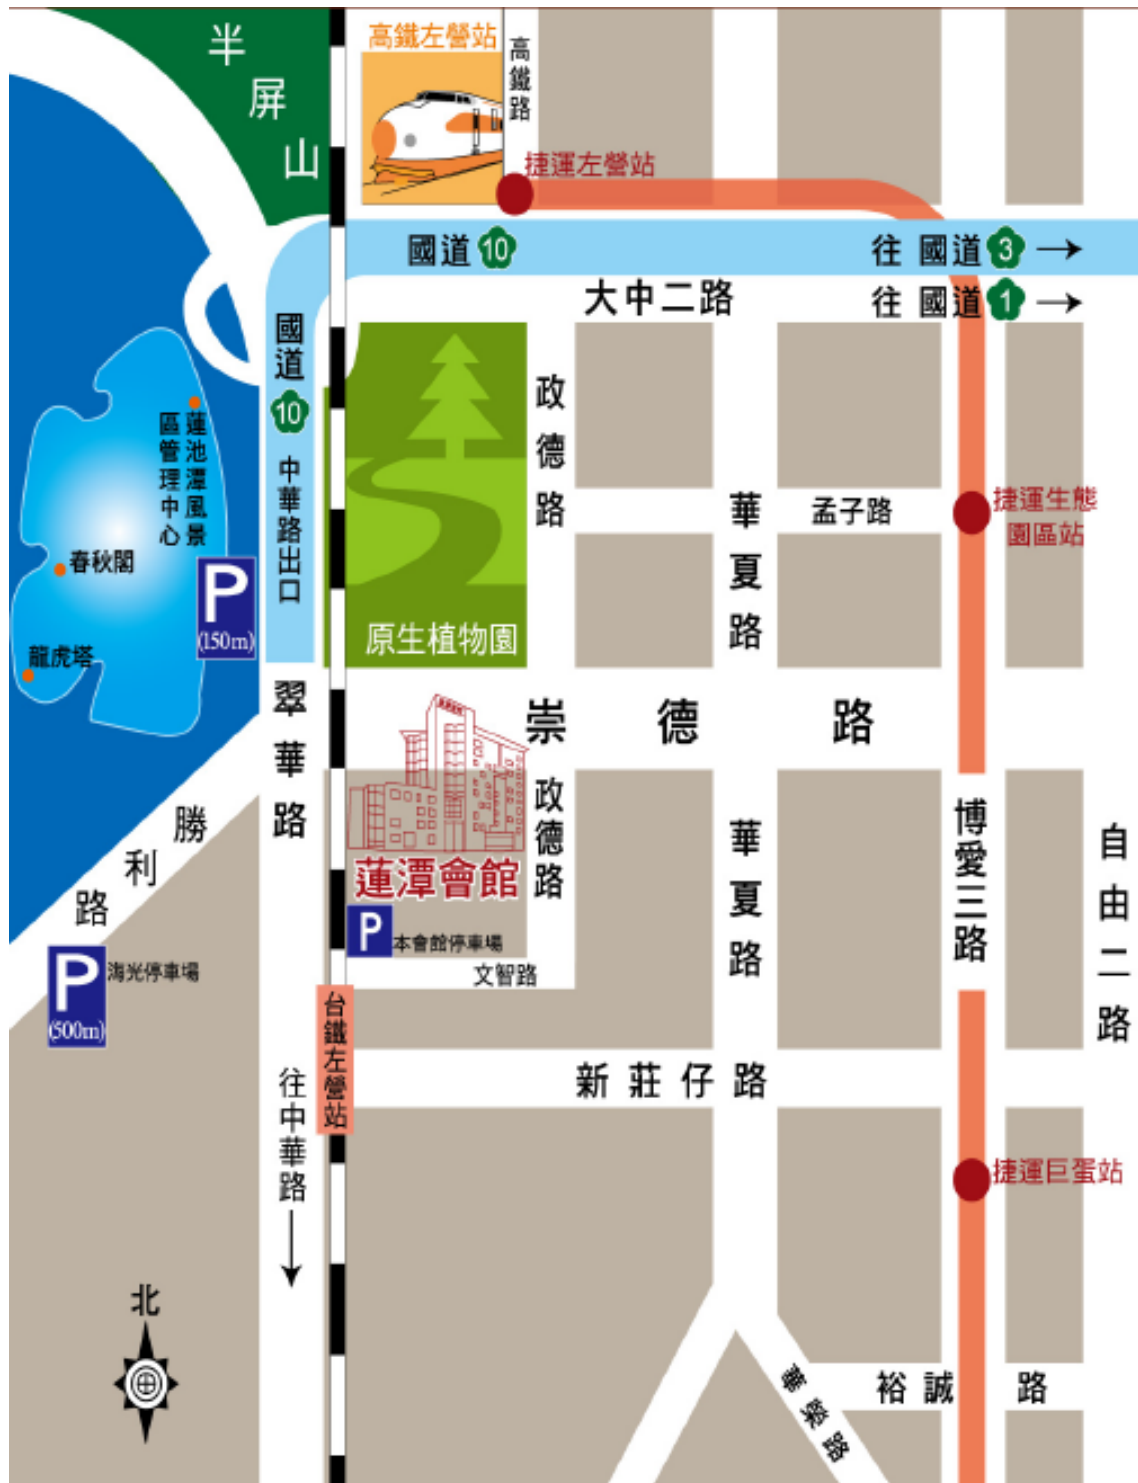 半屏山
高鐵左營站
高鐵路
捷運左營站
國道 10
往 國道 3
大中二路
往 國道 1
國道 10 中華路出口
政德路
蓮池潭風景
區管理中心
華夏路
孟子路
捷運生態
園區站
春秋閣
P
(150m)
原生植物園
龍虎塔
翠華路
崇德路
政德路
勝利路
華夏路
博愛三路
自由二路
蓮潭會館
P 本會館停車場
文智路
P 海光停車場
(500m)
台鐵左營站
往中華路
新莊仔路
捷運巨蛋站
北
華榮路
裕誠路